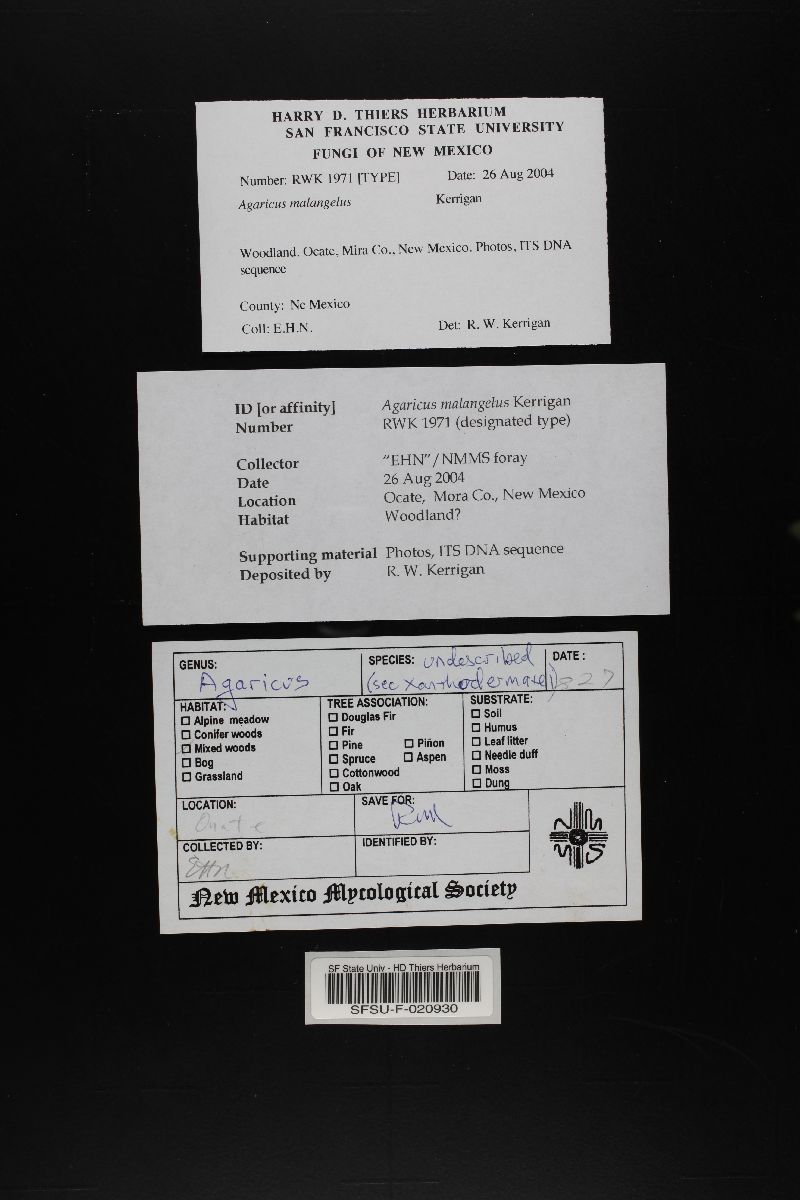 HARRY D. THIERS HERBARIUM
SAN FRANCISCO STATE UNIVERSITY
FUNGI OF NEW MEXICO
Number: RWK 1971 [TYPE] Date: 26 Aug 2004
Agaricus malangelus Kerrigan
Woodland. Ocate, Mira Co., New Mexico. Photos, ITS DNA
sequence
County: Ne Mexico
Coll: E.H.N. Det: R. W. Kerrigan
ID [or affinity] Agaricus malangelus Kerrigan
Number RWK 1971 (designated type)
Collector "EHN"/NMMS foray
Date 26 Aug 2004
Location Ocate, Mora Co., New Mexico
Habitat Woodland?
Supporting material Photos, ITS DNA sequence
Deposited by R. W. Kerrigan
GENUS: SPECIES: undescribed DATE:
Agaricus (sec Xanthodermatei) 827
HABITAT: TREE ASSOCIATION: SUBSTRATE:
Alpine meadow Douglas Fir Soil
Conifer woods Fir Humus
Mixed woods Pine Piñon Leaf litter
Bog Spruce Aspen Needle duff
Grassland Cottonwood Moss
Oak Dung
LOCATION: SAVE FOR:
COLLECTED BY: IDENTIFIED BY:
EHN
New Mexico Mycological Society
NMMS
SF State Univ - HD Thiers Herbarium
SFSU-F-020930